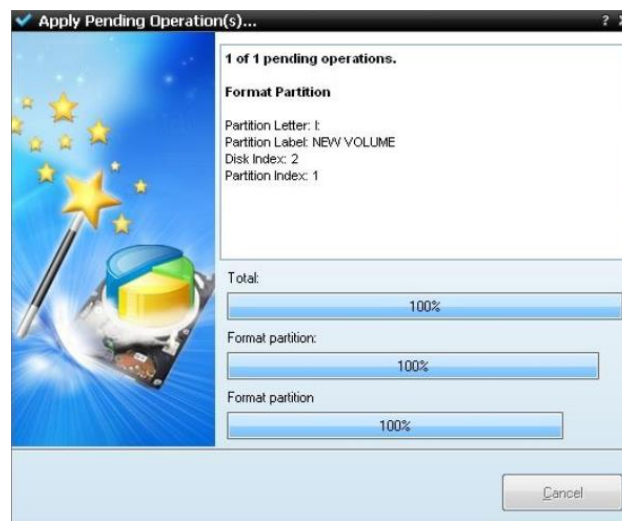 Apply Pending Operation(s)...
1 of 1 pending operations.
Format Partition
Partition Letter: I:
Partition Label: NEW VOLUME
Disk Index: 2
Partition Index: 1
Total:
100%
Format partition:
100%
Format partition
100%
Cancel